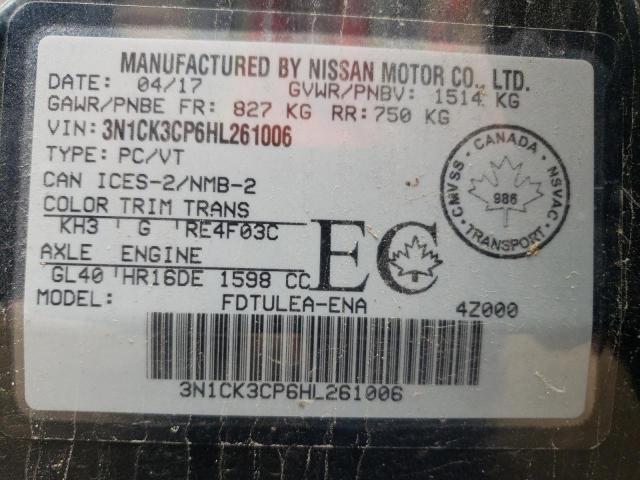 MANUFACTURED BY NISSAN MOTOR CO., LTD.
DATE: 04/17 GVWR/PNBV: 1514 KG
GAWR/PNBE FR: 827 KG RR: 750 KG
VIN: 3N1CK3CP6HL261006
TYPE: PC/VT
CAN ICES-2/NMB-2
COLOR TRIM TRANS
KH3 G RE4F03C
AXLE ENGINE
GL40 HR16DE 1598 CC
EC
CANADA
CMVSS NSVAC
986
TRANSPORT
MODEL: FDTULEA-ENA 4Z000
3N1CK3CP6HL261006